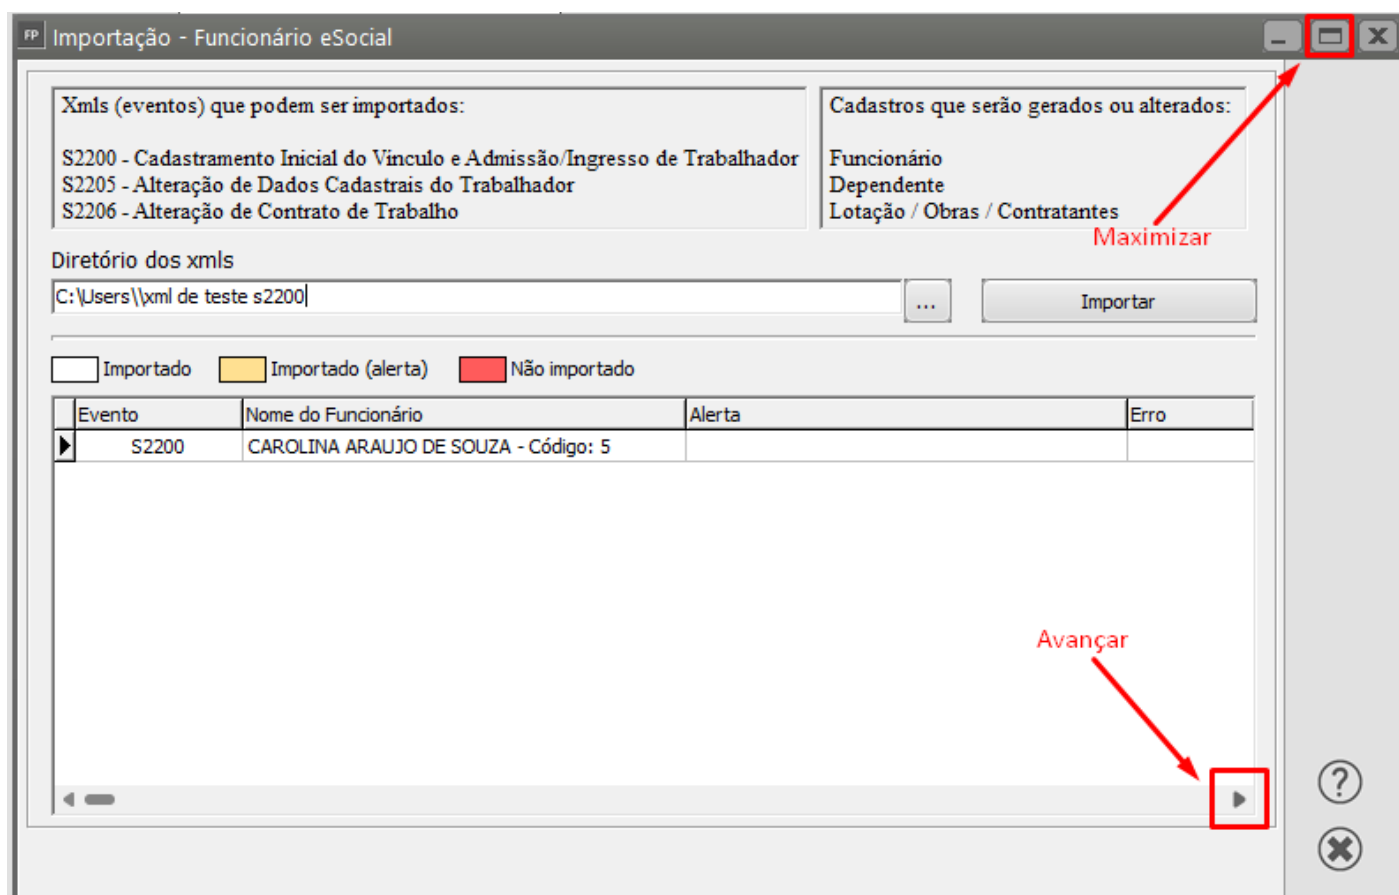 FP Importação - Funcionário eSocial
Xmls (eventos) que podem ser importados:
S2200 - Cadastramento Inicial do Vínculo e Admissão/Ingresso de Trabalhador
S2205 - Alteração de Dados Cadastrais do Trabalhador
S2206 - Alteração de Contrato de Trabalho
Cadastros que serão gerados ou alterados:
Funcionário
Dependente
Lotação / Obras / Contratantes
Maximizar
Diretório dos xmls
C:\Users\\xml de teste s2200
...
Importar
Importado
Importado (alerta)
Não importado
Evento Nome do Funcionário Alerta Erro
S2200 CAROLINA ARAUJO DE SOUZA - Código: 5
Avançar
?